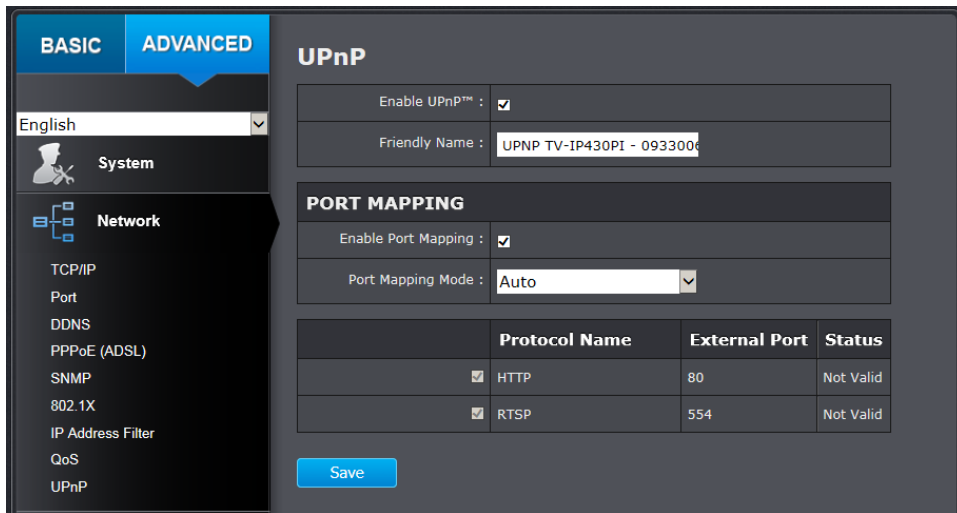 BASIC ADVANCED
English
System
Network
TCP/IP
Port
DDNS
PPPoE (ADSL)
SNMP
802.1X
IP Address Filter
QoS
UPnP
UPnP
Enable UPnP™ :
Friendly Name : UPNP TV-IP430PI - 0933006
PORT MAPPING
Enable Port Mapping :
Port Mapping Mode : Auto
Protocol Name External Port Status
HTTP 80 Not Valid
RTSP 554 Not Valid
Save